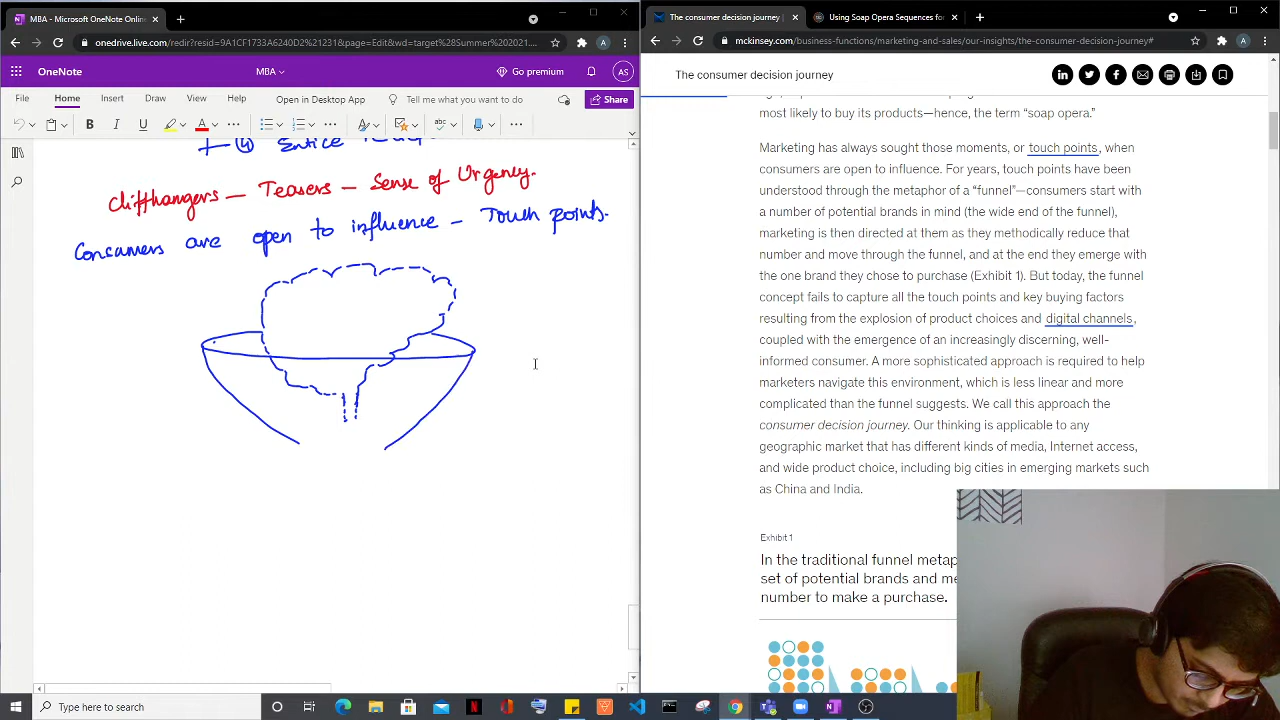 MBA - Microsoft OneNote Online
onedrive.live.com/redir?resid=9A1CF1733A6240D2%21231&page=Edit&wd=target%28Summer%202021....
OneNote
MBA
Go premium
AS
File
Home
Insert
Draw
View
Help
Open in Desktop App
Tell me what you want to do
Share
B I U A
Entice
Cliffhangers – Teasers – Sense of Urgency.
Consumers are open to influence – Touch points.
The consumer decision journey
Using Soap Opera Sequences for
mckinsey.com/business-functions/marketing-and-sales/our-insights/the-consumer-decision-journey#
The consumer decision journey
most likely to buy its products—hence, the term “soap opera.”
Marketing has always sought those moments, or touch points, when
consumers are open to influence. For years, touch points have been
understood through the metaphor of a “funnel”—consumers start with
a number of potential brands in mind (the wide end of the funnel),
marketing is then directed at them as they methodically reduce that
number and move through the funnel, and at the end they emerge with
the one brand they chose to purchase (Exhibit 1). But today, the funnel
concept fails to capture all the touch points and key buying factors
resulting from the explosion of product choices and digital channels,
coupled with the emergence of an increasingly discerning, well-
informed consumer. A more sophisticated approach is required to help
marketers navigate this environment, which is less linear and more
complicated than the funnel suggests. We call this approach the
consumer decision journey. Our thinking is applicable to any
geographic market that has different kinds of media, Internet access,
and wide product choice, including big cities in emerging markets such
as China and India.
Exhibit 1
In the traditional funnel metap
set of potential brands and me
number to make a purchase.
Type here to search